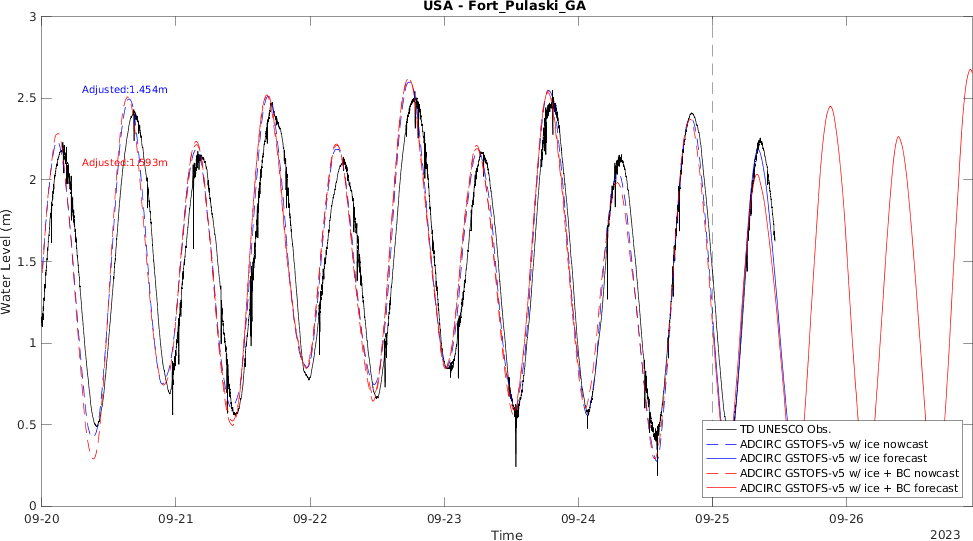 USA - Fort_Pulaski_GA
3
2.5
2
1.5
1
0.5
0
Water Level (m)
Adjusted:1.454m
Adjusted:1.593m
TD UNESCO Obs.
ADCIRC GSTOFS-v5 w/ ice nowcast
ADCIRC GSTOFS-v5 w/ ice forecast
ADCIRC GSTOFS-v5 w/ ice + BC nowcast
ADCIRC GSTOFS-v5 w/ ice + BC forecast
09-20 09-21 09-22 09-23 09-24 09-25 09-26
Time
2023